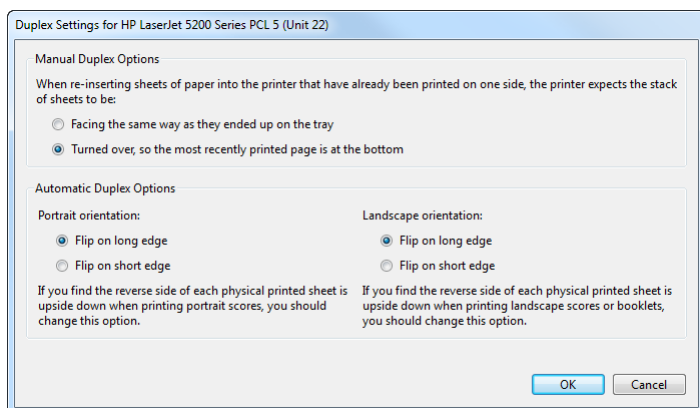 Duplex Settings for HP LaserJet 5200 Series PCL 5 (Unit 22)
Manual Duplex Options
When re-inserting sheets of paper into the printer that have already been printed on one side, the printer expects the stack
of sheets to be:
Facing the same way as they ended up on the tray
Turned over, so the most recently printed page is at the bottom
Automatic Duplex Options
Portrait orientation:
Flip on long edge
Flip on short edge
If you find the reverse side of each physical printed sheet is
upside down when printing portrait scores, you should
change this option.
Landscape orientation:
Flip on long edge
Flip on short edge
If you find the reverse side of each physical printed sheet is
upside down when printing landscape scores or booklets,
you should change this option.
OK
Cancel